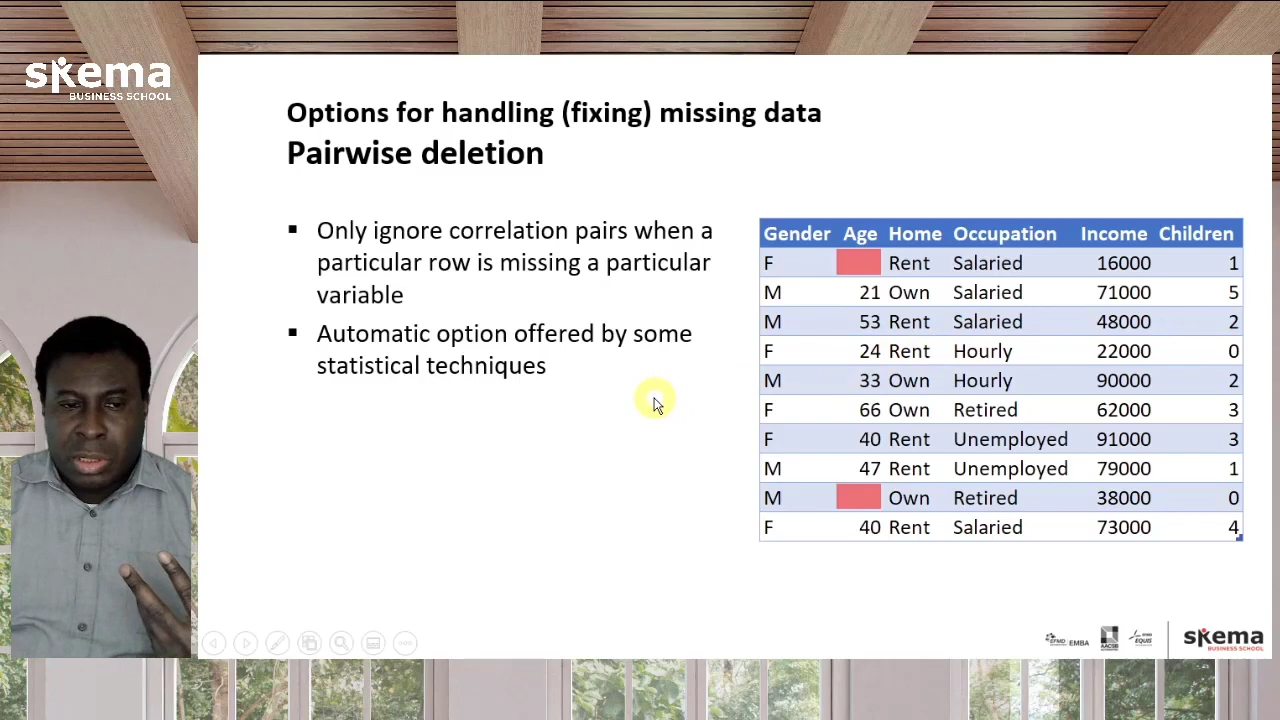 skema
BUSINESS SCHOOL
Options for handling (fixing) missing data
Pairwise deletion
▪ Only ignore correlation pairs when a
particular row is missing a particular
variable
▪ Automatic option offered by some
statistical techniques
Gender Age Home Occupation Income Children
F Rent Salaried 16000 1
M 21 Own Salaried 71000 5
M 53 Rent Salaried 48000 2
F 24 Rent Hourly 22000 0
M 33 Own Hourly 90000 2
F 66 Own Retired 62000 3
F 40 Rent Unemployed 91000 3
M 47 Rent Unemployed 79000 1
M Own Retired 38000 0
F 40 Rent Salaried 73000 4
EFMD EMBA
AACSB
EFMD EQUIS
skema
BUSINESS SCHOOL